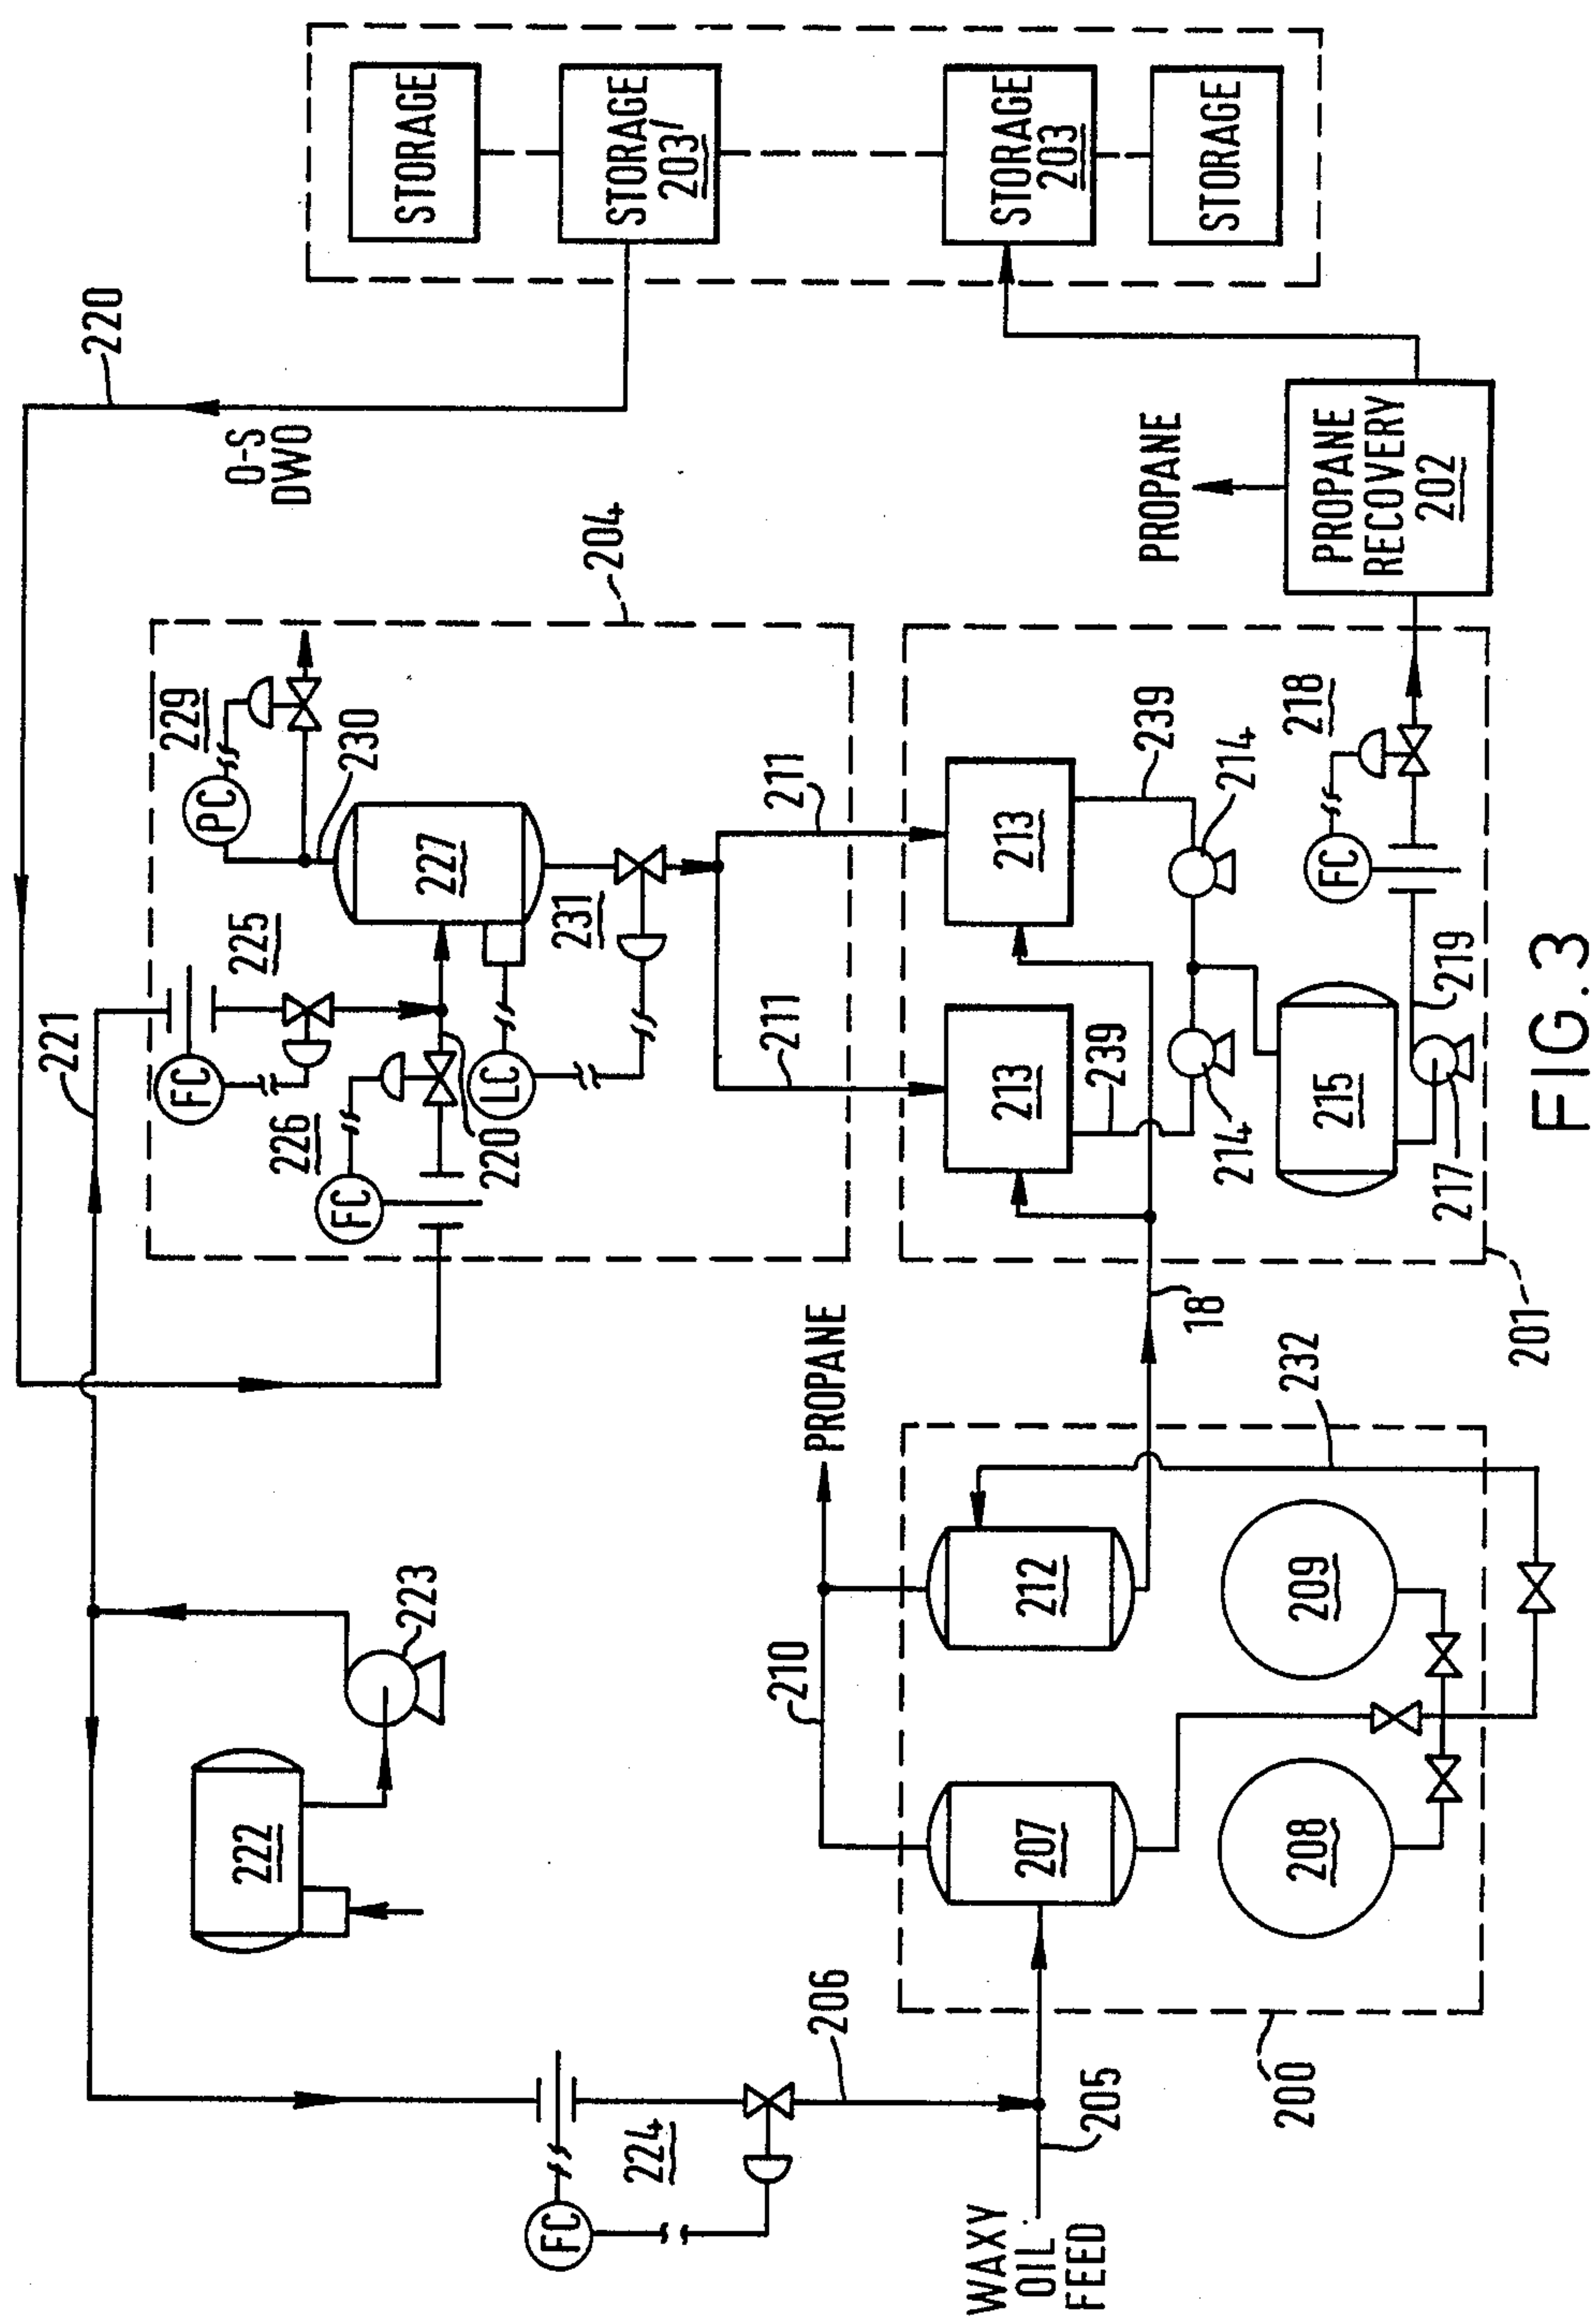 220
O-S
DWO
STORAGE
STORAGE
203'
STORAGE
203
STORAGE
221
FC
225
PC
229
230
204
226
FC
220
LC
227
231
211
211
222
223
FC
224
206
205
WAXY
OIL
FEED
210
PROPANE
207
212
208
209
200
232
18
201
213
213
239
239
214
214
215
217
219
FC
218
PROPANE
PROPANE
RECOVERY
202
FIG.3